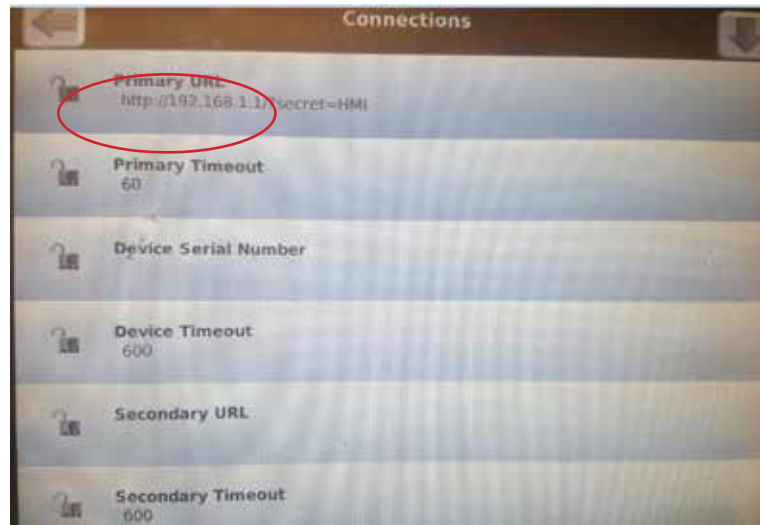 Connections
Primary URL
http://192.168.1.1/?secret=HMI
Primary Timeout
60
Device Serial Number
Device Timeout
600
Secondary URL
Secondary Timeout
600